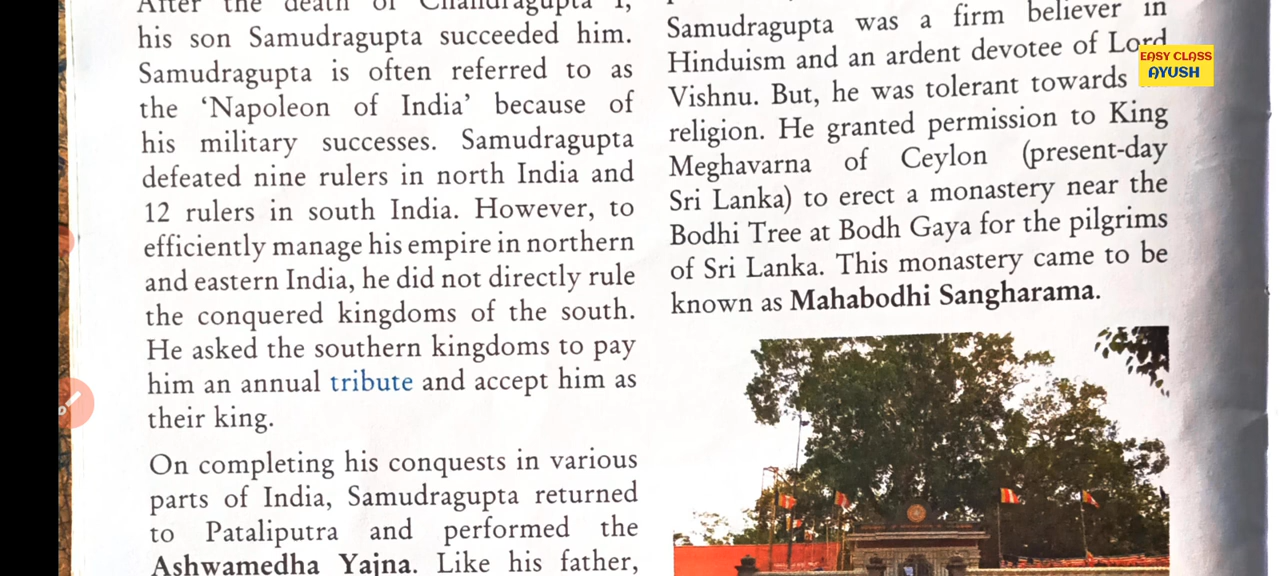 After the death of Chandragupta I,
his son Samudragupta succeeded him.
Samudragupta is often referred to as
the ‘Napoleon of India’ because of
his military successes. Samudragupta
defeated nine rulers in north India and
12 rulers in south India. However, to
efficiently manage his empire in northern
and eastern India, he did not directly rule
the conquered kingdoms of the south.
He asked the southern kingdoms to pay
him an annual tribute and accept him as
their king.
On completing his conquests in various
parts of India, Samudragupta returned
to Pataliputra and performed the
Ashwamedha Yajna. Like his father,
Samudragupta was a firm believer in
Hinduism and an ardent devotee of Lord
Vishnu. But, he was tolerant towards
religion. He granted permission to King
Meghavarna of Ceylon (present-day
Sri Lanka) to erect a monastery near the
Bodhi Tree at Bodh Gaya for the pilgrims
of Sri Lanka. This monastery came to be
known as Mahabodhi Sangharama.
EASY CLASS
AYUSH